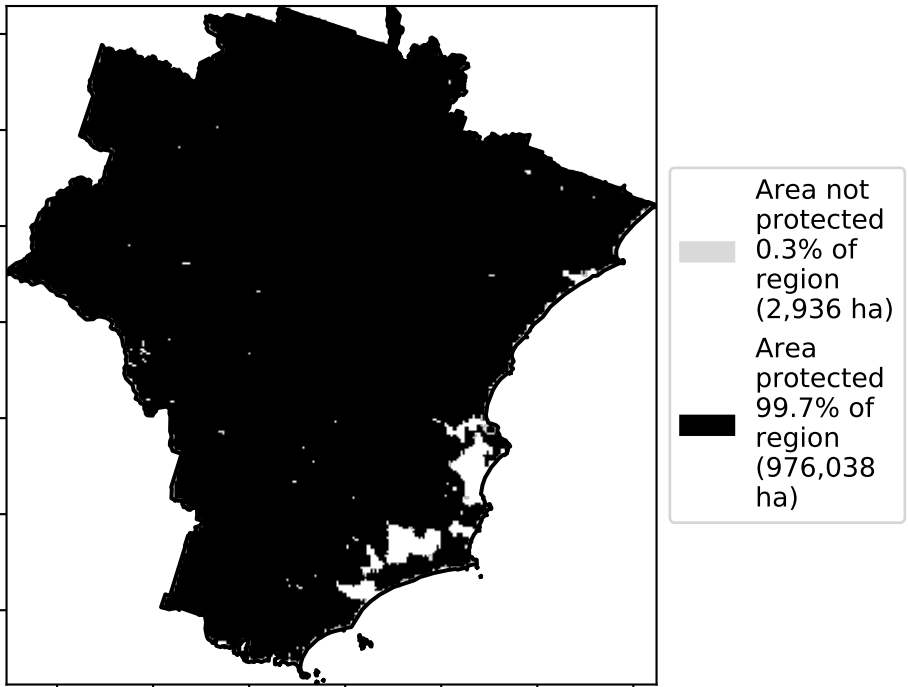 Area not
protected
0.3% of
region
(2,936 ha)
Area
protected
99.7% of
region
(976,038
ha)